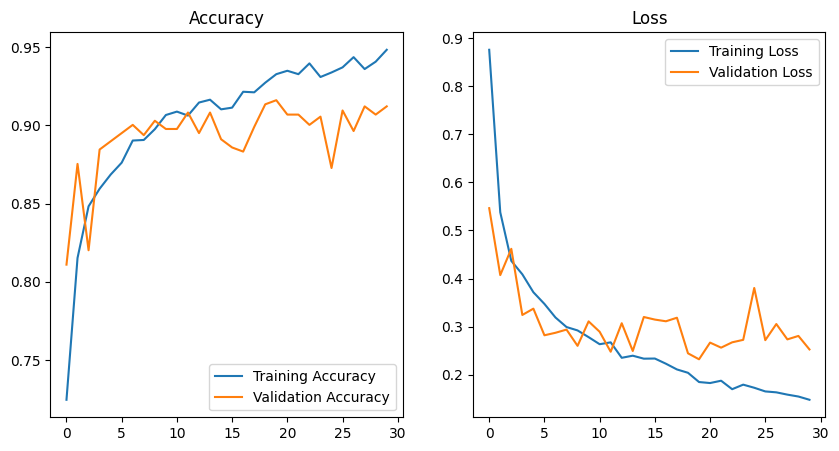 Accuracy
0.95
0.90
0.85
0.80
0.75
Training Accuracy
Validation Accuracy
0 5 10 15 20 25 30
Loss
0.9
0.8
0.7
0.6
0.5
0.4
0.3
0.2
Training Loss
Validation Loss
0 5 10 15 20 25 30